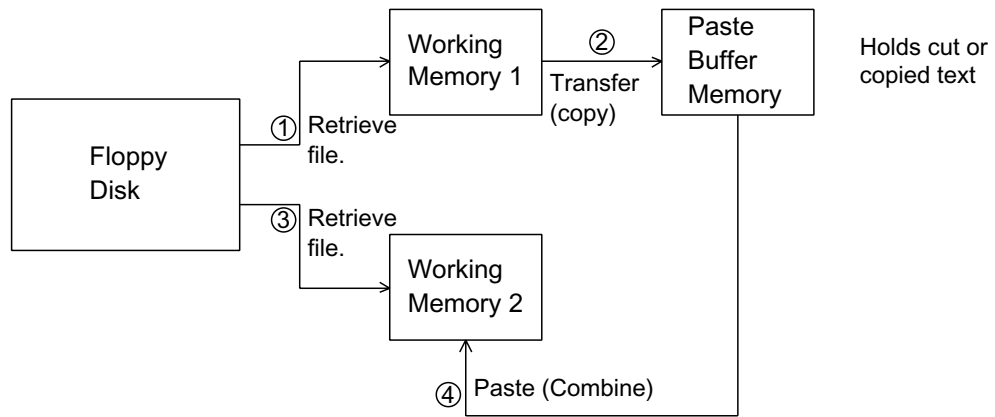 Working
Memory 1
②
Transfer
(copy)
Paste
Buffer
Memory
Holds cut or
copied text
Floppy
Disk
① Retrieve
file.
③ Retrieve
file.
Working
Memory 2
④ Paste (Combine)